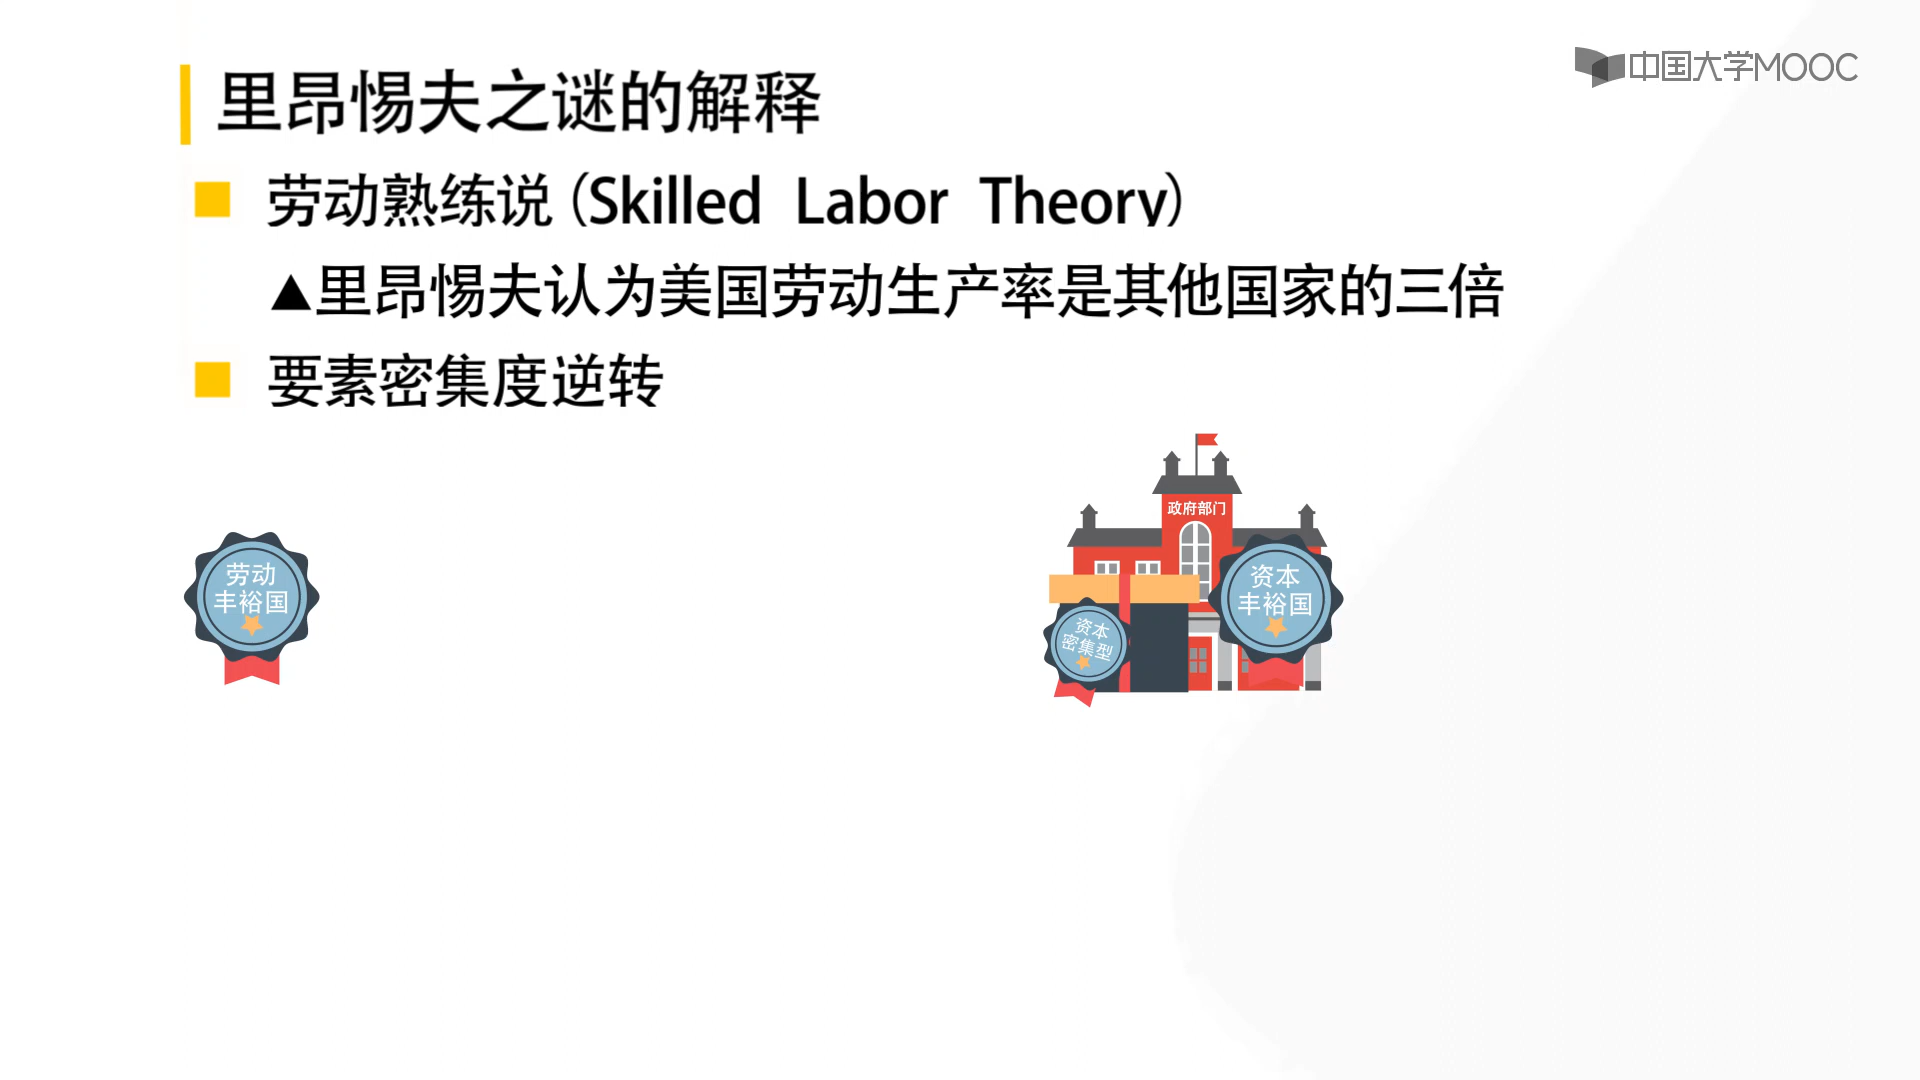 中国大学MOOC
里昂惕夫之谜的解释
劳动熟练说(Skilled Labor Theory)
▲里昂惕夫认为美国劳动生产率是其他国家的三倍
要素密集度逆转
政府部门
劳动
丰裕国
资本
丰裕国
资本
密集型